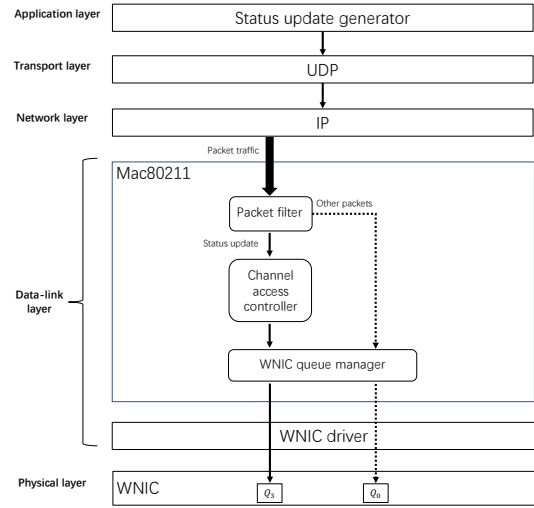 Application layer
Status update generator
Transport layer
UDP
Network layer
IP
Packet traffic
Mac80211
Packet filter
Other packets
Status update
Channel
access
controller
Data-link
layer
WNIC queue manager
WNIC driver
Physical layer
WNIC
Q₃
Q₀